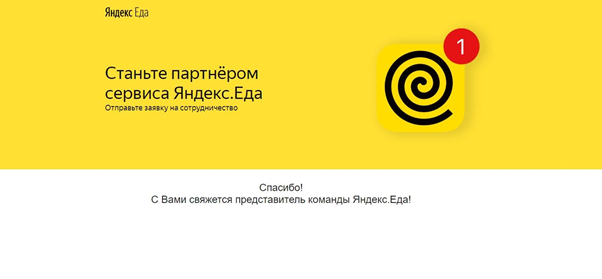 Яндекс Еда
1
Станьте партнёром
сервиса Яндекс.Еда
Отправьте заявку на сотрудничество
Спасибо!
С Вами свяжется представитель команды Яндекс.Еда!